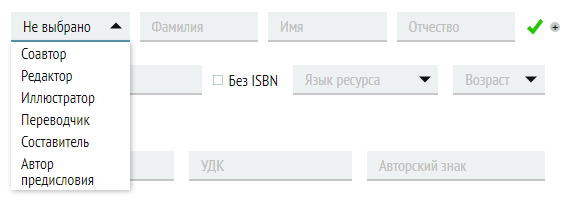 Не выбрано
Фамилия
Имя
Отчество
Соавтор
Редактор
Иллюстратор
Переводчик
Составитель
Автор
предисловия
Без ISBN
Язык ресурса
Возраст
УДК
Авторский знак